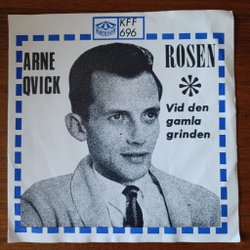 KFF
696
ARNE
QVICK
ROSEN
Vid den
gamla
grinden